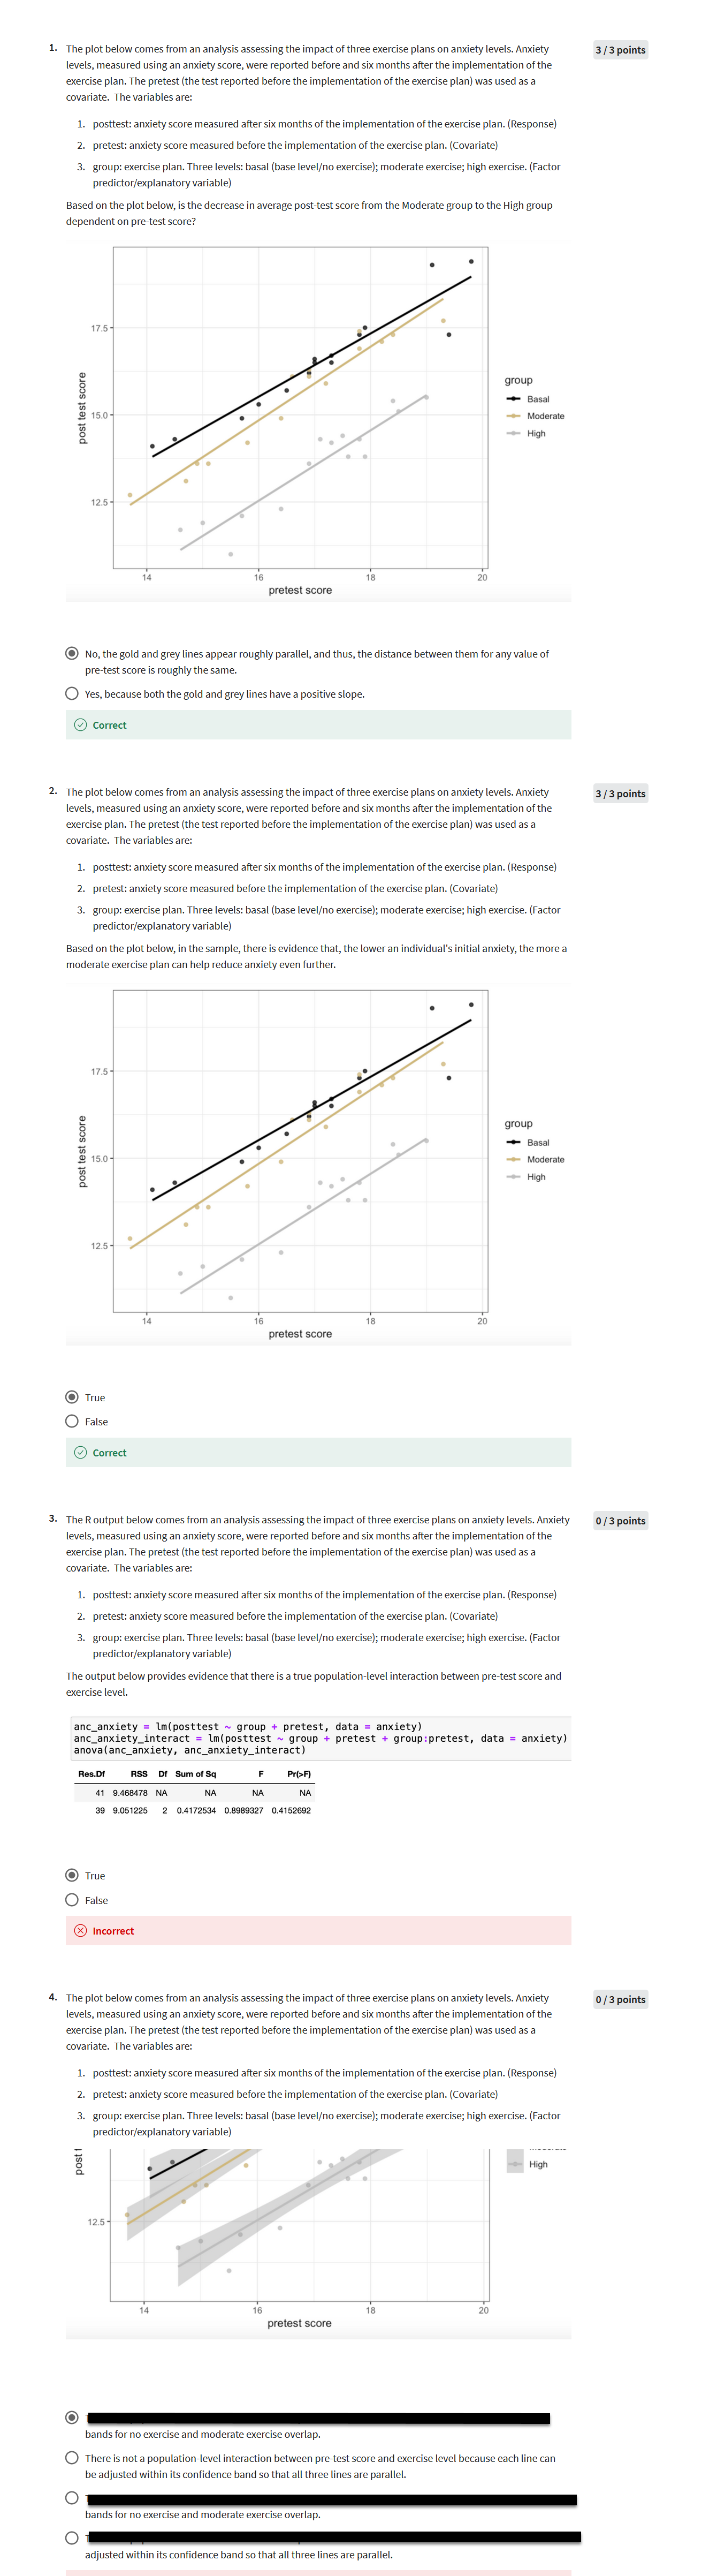 1. The plot below comes from an analysis assessing the impact of three exercise plans on anxiety levels. Anxiety
3 / 3 points
levels, measured using an anxiety score, were reported before and six months after the implementation of the
exercise plan. The pretest (the test reported before the implementation of the exercise plan) was used as a
covariate. The variables are:
1. posttest: anxiety score measured after six months of the implementation of the exercise plan. (Response)
2. pretest: anxiety score measured before the implementation of the exercise plan. (Covariate)
3. group: exercise plan. Three levels: basal (base level/no exercise); moderate exercise; high exercise. (Factor
predictor/explanatory variable)
Based on the plot below, is the decrease in average post-test score from the Moderate group to the High group
dependent on pre-test score?
17.5
15.0
12.5
post test score
14 16 18 20
pretest score
group
Basal
Moderate
High
No, the gold and grey lines appear roughly parallel, and thus, the distance between them for any value of
pre-test score is roughly the same.
Yes, because both the gold and grey lines have a positive slope.
Correct
2. The plot below comes from an analysis assessing the impact of three exercise plans on anxiety levels. Anxiety
3 / 3 points
levels, measured using an anxiety score, were reported before and six months after the implementation of the
exercise plan. The pretest (the test reported before the implementation of the exercise plan) was used as a
covariate. The variables are:
1. posttest: anxiety score measured after six months of the implementation of the exercise plan. (Response)
2. pretest: anxiety score measured before the implementation of the exercise plan. (Covariate)
3. group: exercise plan. Three levels: basal (base level/no exercise); moderate exercise; high exercise. (Factor
predictor/explanatory variable)
Based on the plot below, in the sample, there is evidence that, the lower an individual's initial anxiety, the more a
moderate exercise plan can help reduce anxiety even further.
17.5
15.0
12.5
post test score
14 16 18 20
pretest score
group
Basal
Moderate
High
True
False
Correct
3. The R output below comes from an analysis assessing the impact of three exercise plans on anxiety levels. Anxiety
0 / 3 points
levels, measured using an anxiety score, were reported before and six months after the implementation of the
exercise plan. The pretest (the test reported before the implementation of the exercise plan) was used as a
covariate. The variables are:
1. posttest: anxiety score measured after six months of the implementation of the exercise plan. (Response)
2. pretest: anxiety score measured before the implementation of the exercise plan. (Covariate)
3. group: exercise plan. Three levels: basal (base level/no exercise); moderate exercise; high exercise. (Factor
predictor/explanatory variable)
The output below provides evidence that there is a true population-level interaction between pre-test score and
exercise level.
anc_anxiety = lm(posttest ~ group + pretest, data = anxiety)
anc_anxiety_interact = lm(posttest ~ group + pretest + group:pretest, data = anxiety)
anova(anc_anxiety, anc_anxiety_interact)
Res.Df RSS Df Sum of Sq F Pr(>F)
41 9.468478 NA NA NA NA
39 9.051225 2 0.4172534 0.8989327 0.4152692
True
False
Incorrect
4. The plot below comes from an analysis assessing the impact of three exercise plans on anxiety levels. Anxiety
0 / 3 points
levels, measured using an anxiety score, were reported before and six months after the implementation of the
exercise plan. The pretest (the test reported before the implementation of the exercise plan) was used as a
covariate. The variables are:
1. posttest: anxiety score measured after six months of the implementation of the exercise plan. (Response)
2. pretest: anxiety score measured before the implementation of the exercise plan. (Covariate)
3. group: exercise plan. Three levels: basal (base level/no exercise); moderate exercise; high exercise. (Factor
predictor/explanatory variable)
post
High
12.5
14 16 18 20
pretest score
bands for no exercise and moderate exercise overlap.
There is not a population-level interaction between pre-test score and exercise level because each line can
be adjusted within its confidence band so that all three lines are parallel.
bands for no exercise and moderate exercise overlap.
adjusted within its confidence band so that all three lines are parallel.